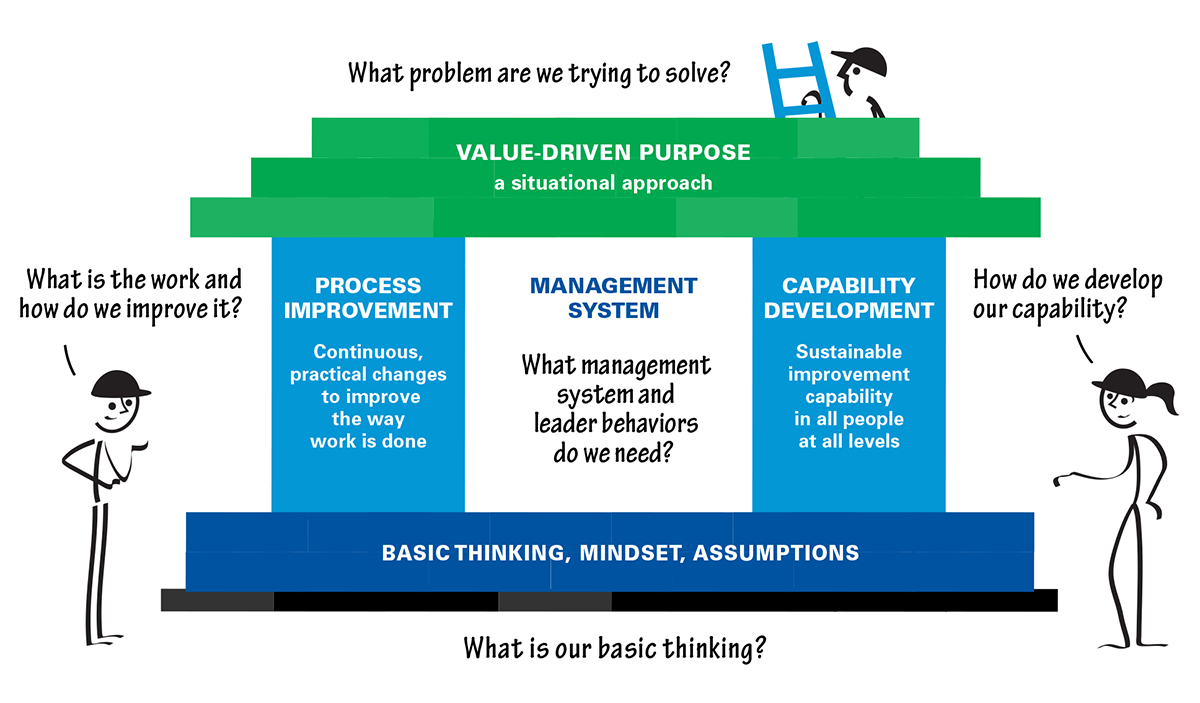 What problem are we trying to solve?
VALUE-DRIVEN PURPOSE
a situational approach
What is the work and
how do we improve it?
PROCESS
IMPROVEMENT
Continuous,
practical changes
to improve
the way
work is done
MANAGEMENT
SYSTEM
What management
system and
leader behaviors
do we need?
CAPABILITY
DEVELOPMENT
Sustainable
improvement
capability
in all people
at all levels
How do we develop
our capability?
BASIC THINKING, MINDSET, ASSUMPTIONS
What is our basic thinking?